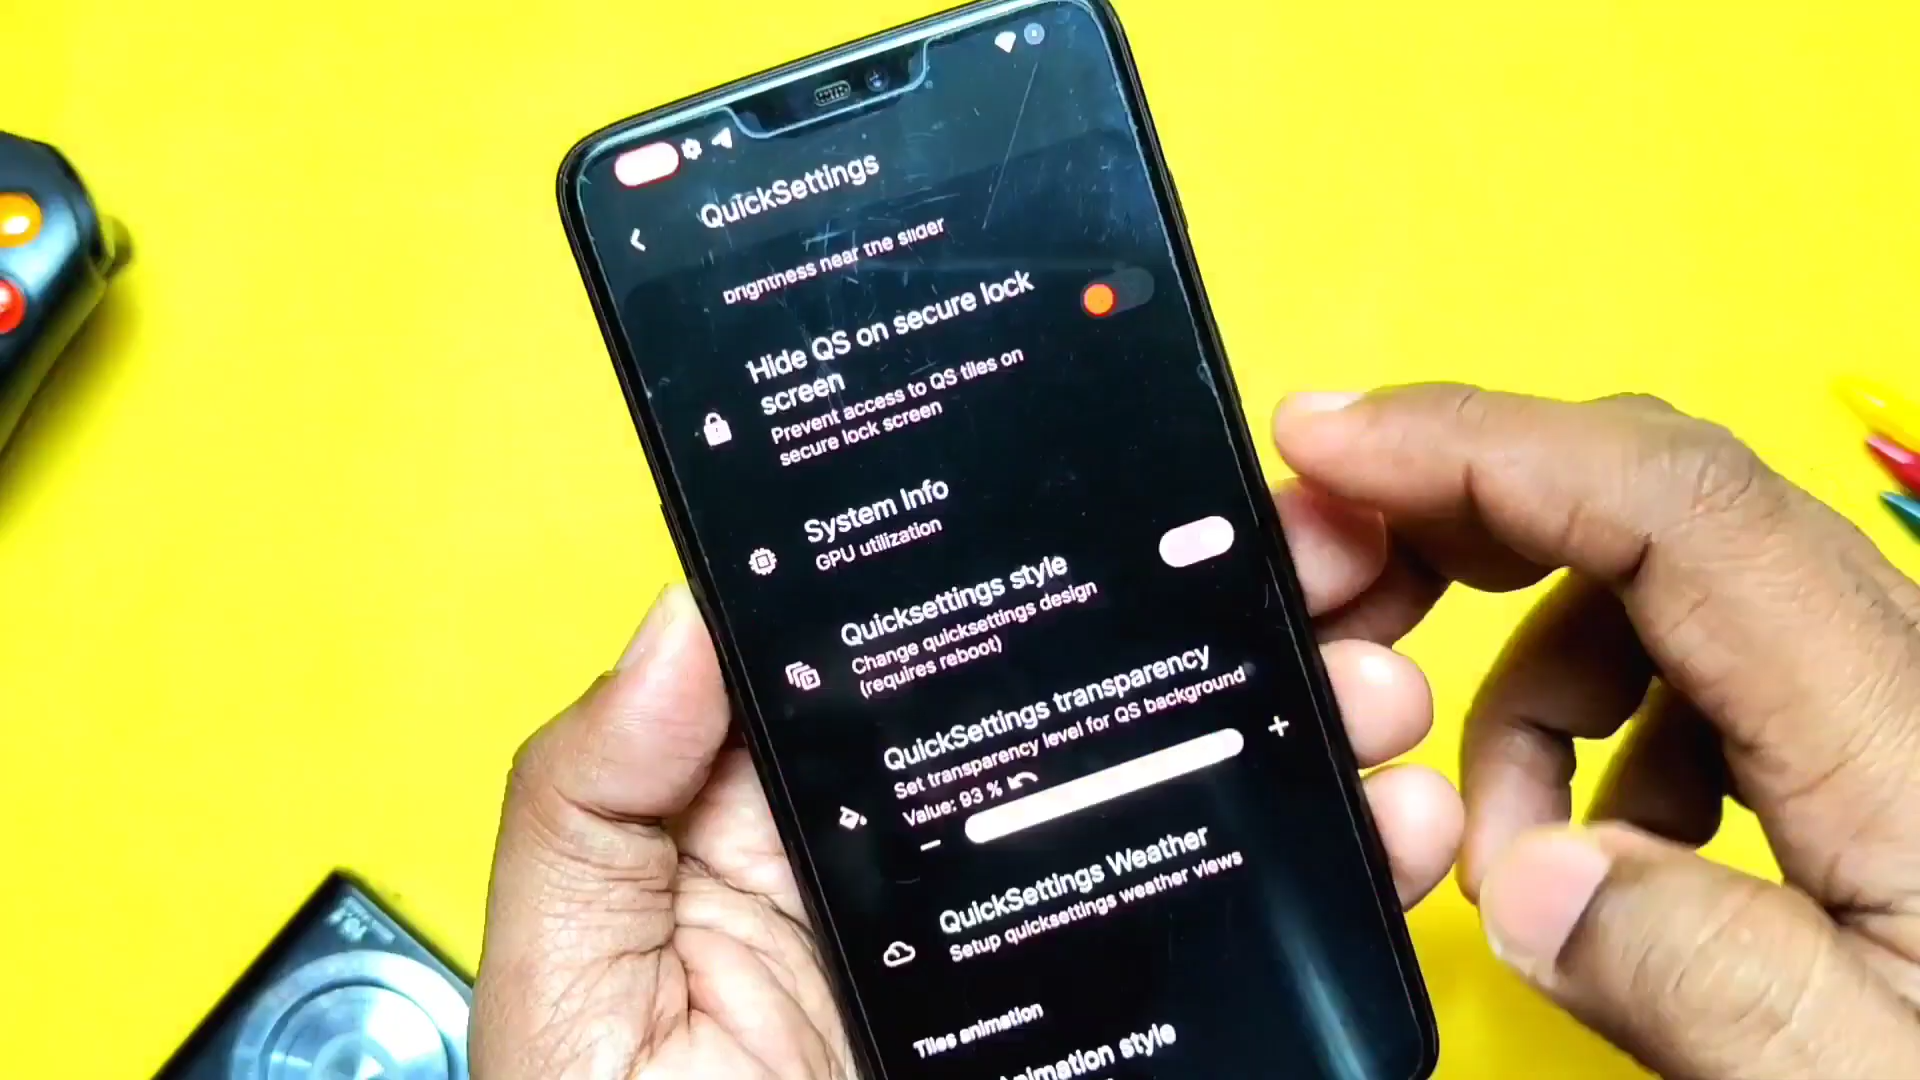 QuickSettings
brightness near the slider
Hide QS on secure lock
screen
Prevent access to QS tiles on
secure lock screen
System Info
GPU utilization
Quicksettings style
Change quicksettings design
(requires reboot)
QuickSettings transparency
Set transparency level for QS background
Value: 93 %
QuickSettings Weather
Setup quicksettings weather views
Tiles animation
nimation style